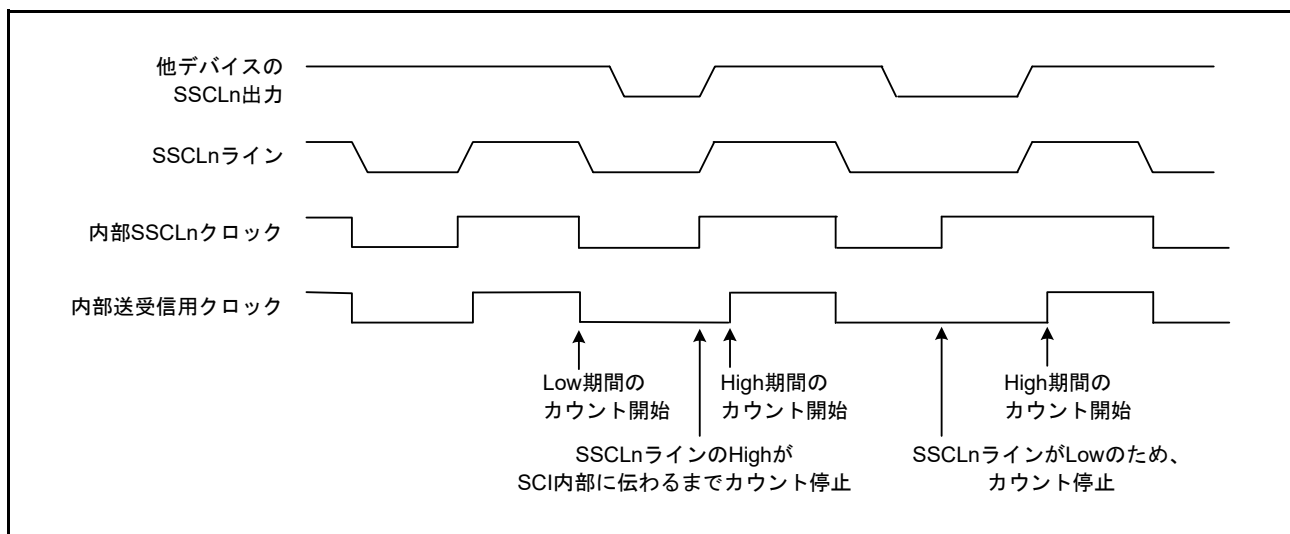 他デバイスの
SSCLn出力
SSCLnライン
内部SSCLnクロック
内部送受信用クロック
Low期間の
カウント開始
High期間の
カウント開始
High期間の
カウント開始
SSCLnラインのHighが
SCI内部に伝わるまでカウント停止
SSCLnラインがLowのため、
カウント停止